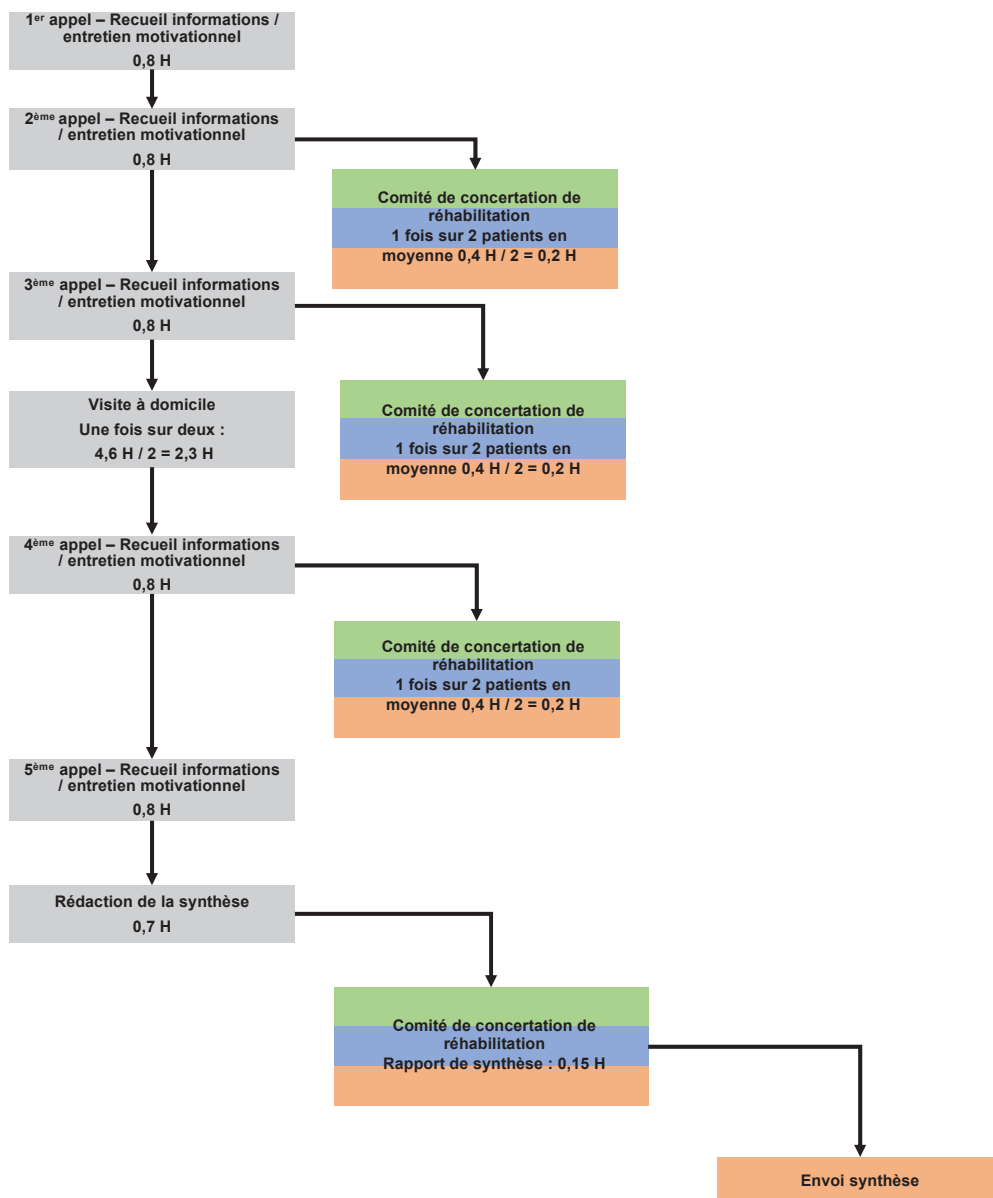 1er appel – Recueil informations /
entretien motivationnel
0,8 H
2ème appel – Recueil informations
/ entretien motivationnel
0,8 H
Comité de concertation de
réhabilitation
1 fois sur 2 patients en
moyenne 0,4 H / 2 = 0,2 H
3ème appel – Recueil informations
/ entretien motivationnel
0,8 H
Visite à domicile
Une fois sur deux :
4,6 H / 2 = 2,3 H
Comité de concertation de
réhabilitation
1 fois sur 2 patients en
moyenne 0,4 H / 2 = 0,2 H
4ème appel – Recueil informations
/ entretien motivationnel
0,8 H
Comité de concertation de
réhabilitation
1 fois sur 2 patients en
moyenne 0,4 H / 2 = 0,2 H
5ème appel – Recueil informations
/ entretien motivationnel
0,8 H
Rédaction de la synthèse
0,7 H
Comité de concertation de
réhabilitation
Rapport de synthèse : 0,15 H
Envoi synthèse